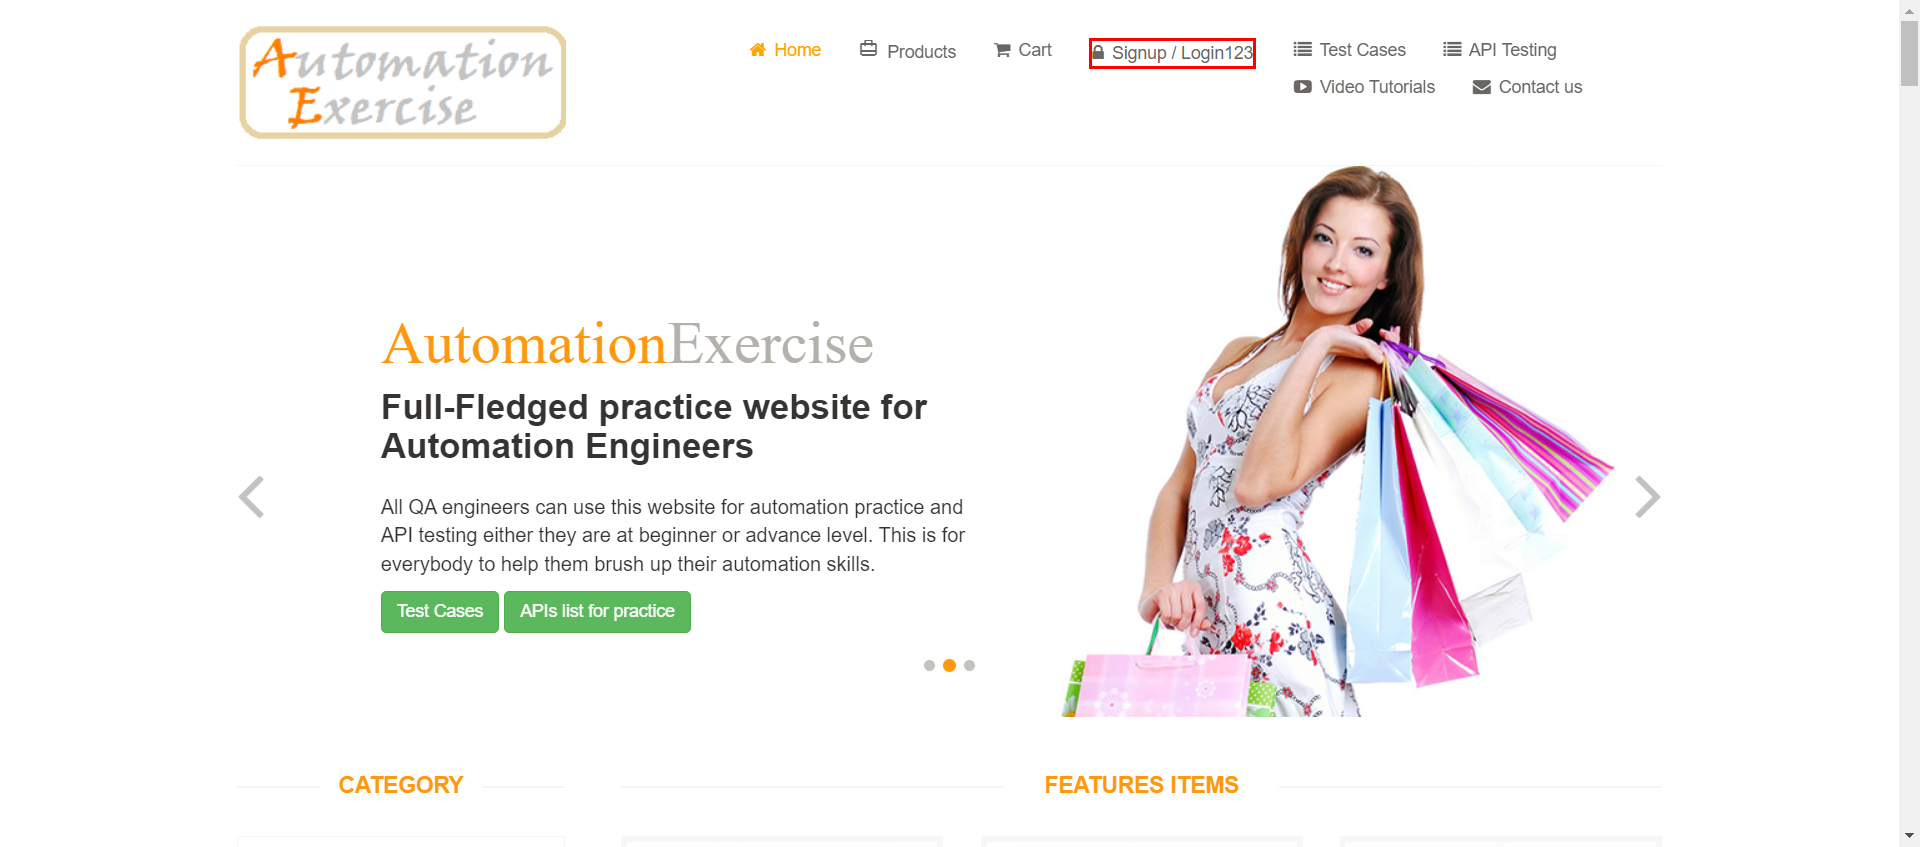 Automation
Exercise
Home
Products
Cart
Signup / Login123
Test Cases
API Testing
Video Tutorials
Contact us
AutomationExercise
Full-Fledged practice website for
Automation Engineers
All QA engineers can use this website for automation practice and
API testing either they are at beginner or advance level. This is for
everybody to help them brush up their automation skills.
Test Cases
APIs list for practice
CATEGORY
FEATURES ITEMS